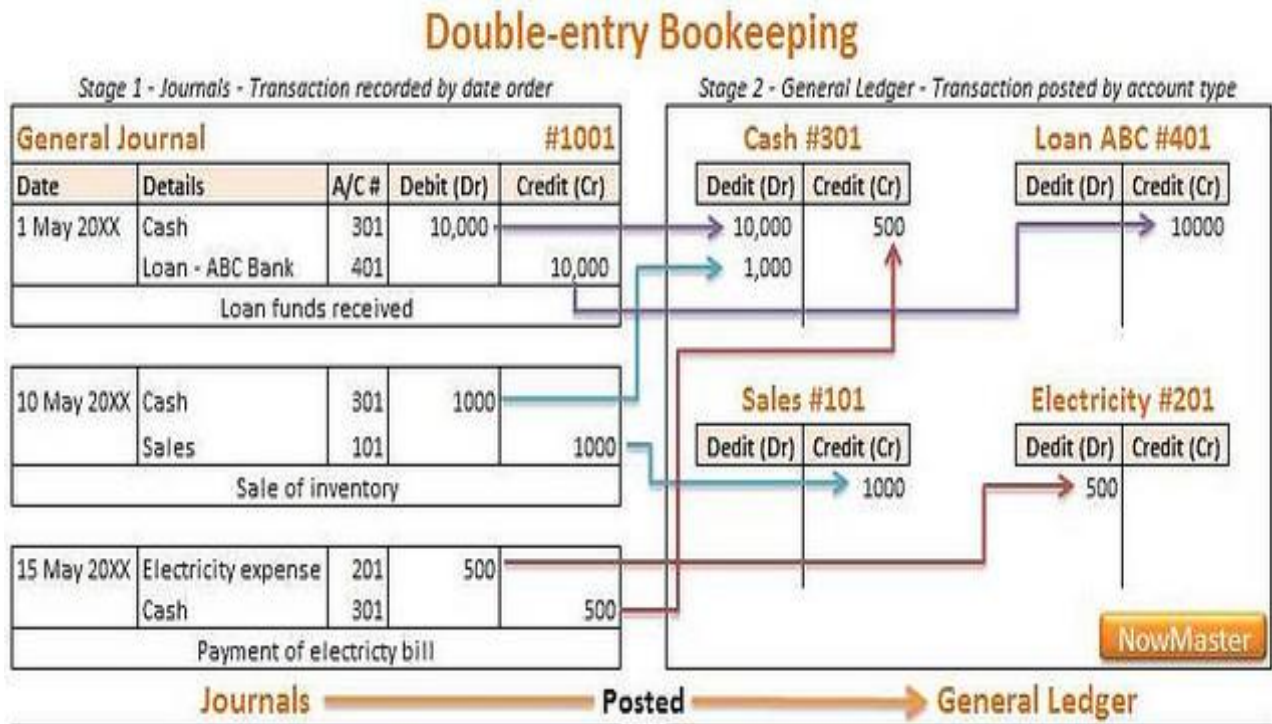 Double-entry Bookeeping
Stage 1 - Journals - Transaction recorded by date order
General Journal #1001
Date Details A/C # Debit (Dr) Credit (Cr)
1 May 20XX Cash 301 10,000
Loan - ABC Bank 401 10,000
Loan funds received
10 May 20XX Cash 301 1000
Sales 101 1000
Sale of inventory
15 May 20XX Electricity expense 201 500
Cash 301 500
Payment of electricty bill
Stage 2 - General Ledger - Transaction posted by account type
Cash #301
Dedit (Dr) Credit (Cr)
10,000 500
1,000
Loan ABC #401
Dedit (Dr) Credit (Cr)
10000
Sales #101
Dedit (Dr) Credit (Cr)
1000
Electricity #201
Dedit (Dr) Credit (Cr)
500
NowMaster
Journals Posted General Ledger